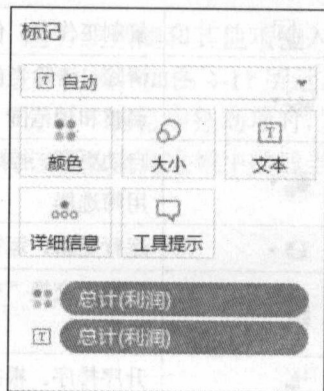 标记
自动
颜色 大小 文本
详细信息 工具提示
总计(利润)
总计(利润)